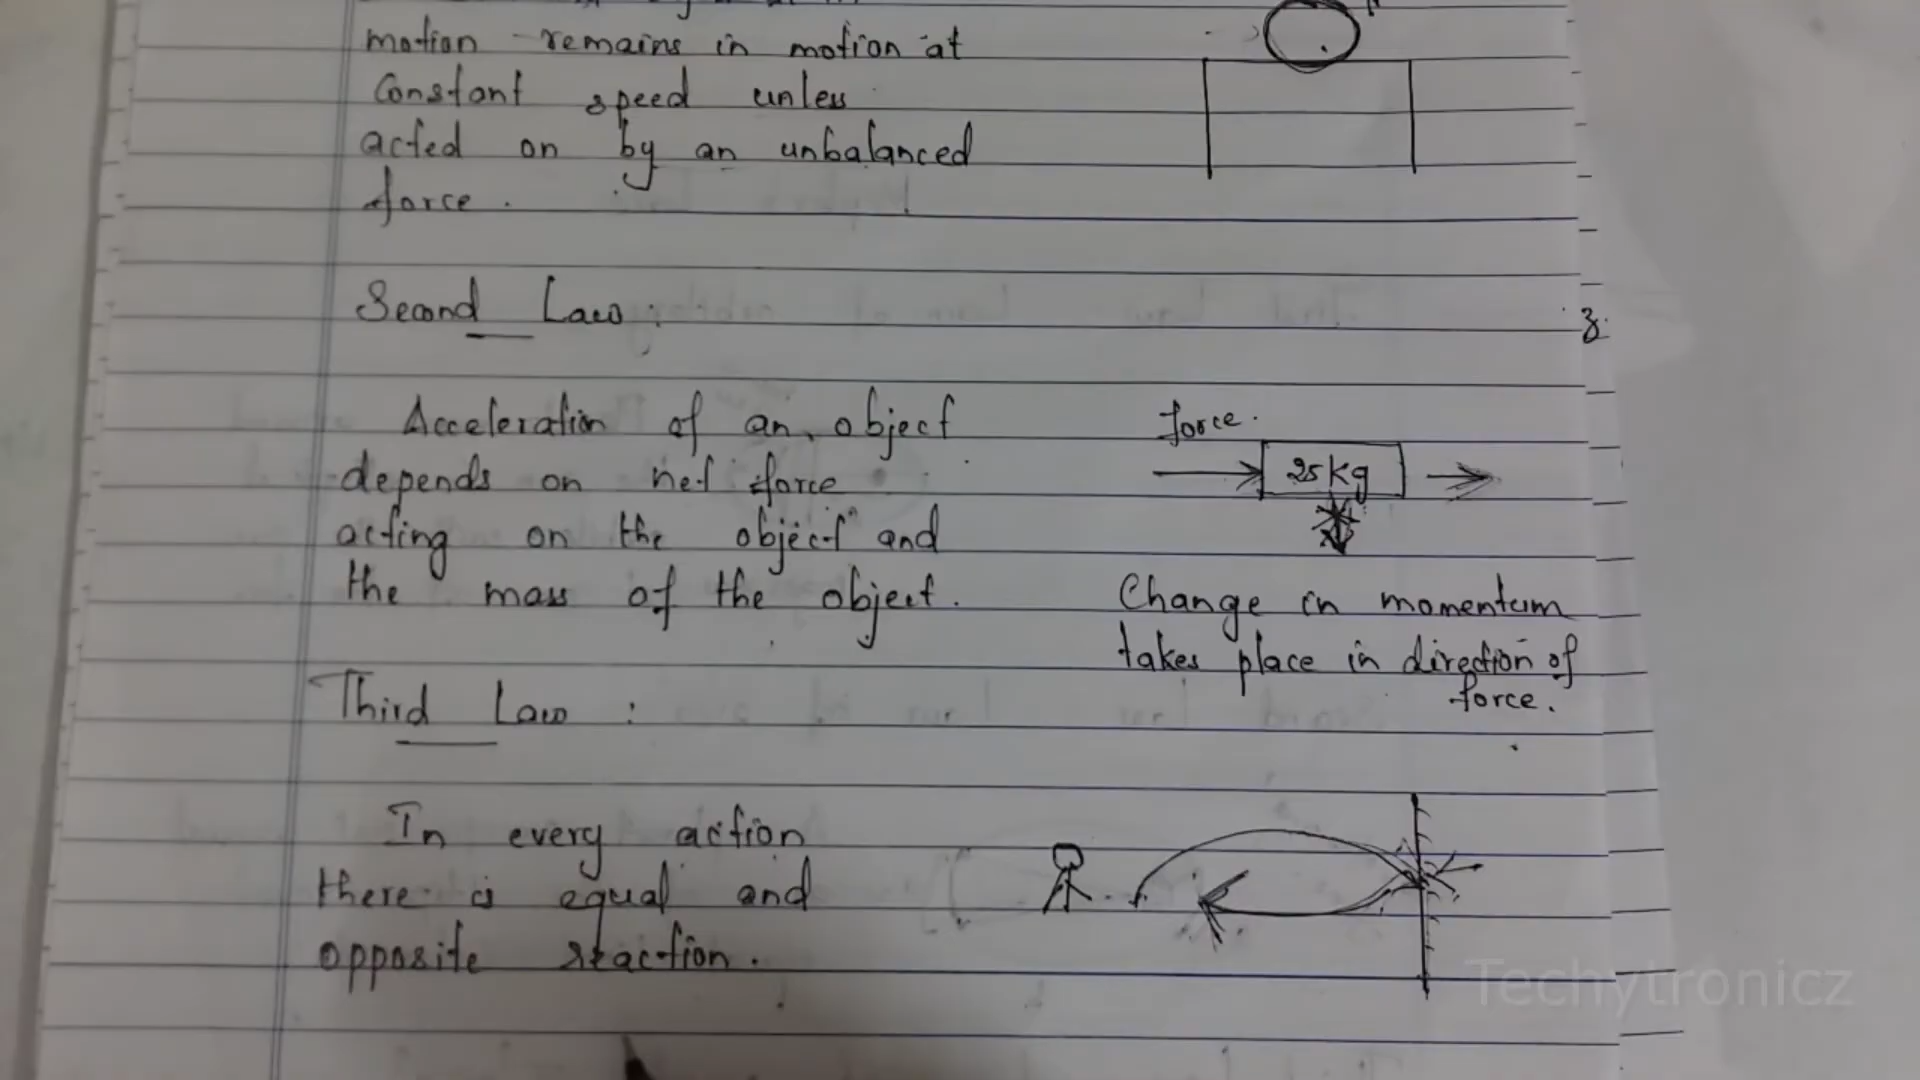 motion remains in motion at
Constant speed unless
acted on by an unbalanced
force.
Second Law:
Acceleration of an object
depends on net force
acting on the object and
the mass of the object.
force.
25kg
Change in momentum
takes place in direction of
force.
Third Law:
In every action
there is equal and
opposite reaction.
Techytronicz